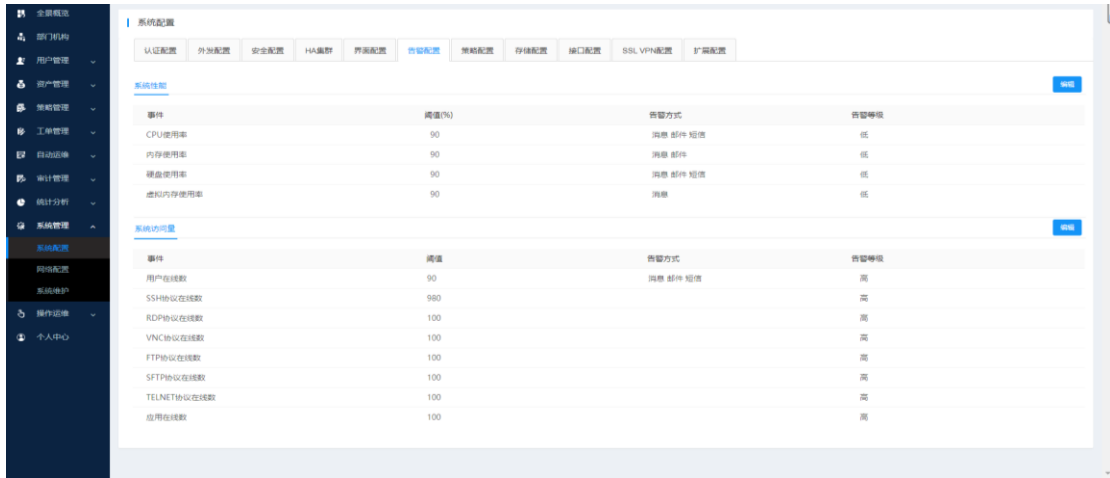 全景概览
部门机构
用户管理
资产管理
策略管理
工单管理
自动运维
审计管理
统计分析
系统管理
系统配置
网络配置
系统维护
操作运维
个人中心
系统配置
认证配置 外发配置 安全配置 HA集群 界面配置 告警配置 策略配置 存储配置 接口配置 SSL VPN配置 扩展配置
系统性能 编辑
事件 阈值(%) 告警方式 告警等级
CPU使用率 90 消息 邮件 短信 低
内存使用率 90 消息 邮件 低
硬盘使用率 90 消息 邮件 短信 低
虚拟内存使用率 90 消息 低
系统访问量 编辑
事件 阈值 告警方式 告警等级
用户在线数 90 消息 邮件 短信 高
SSH协议在线数 980 高
RDP协议在线数 100 高
VNC协议在线数 100 高
FTP协议在线数 100 高
SFTP协议在线数 100 高
TELNET协议在线数 100 高
应用在线数 100 高